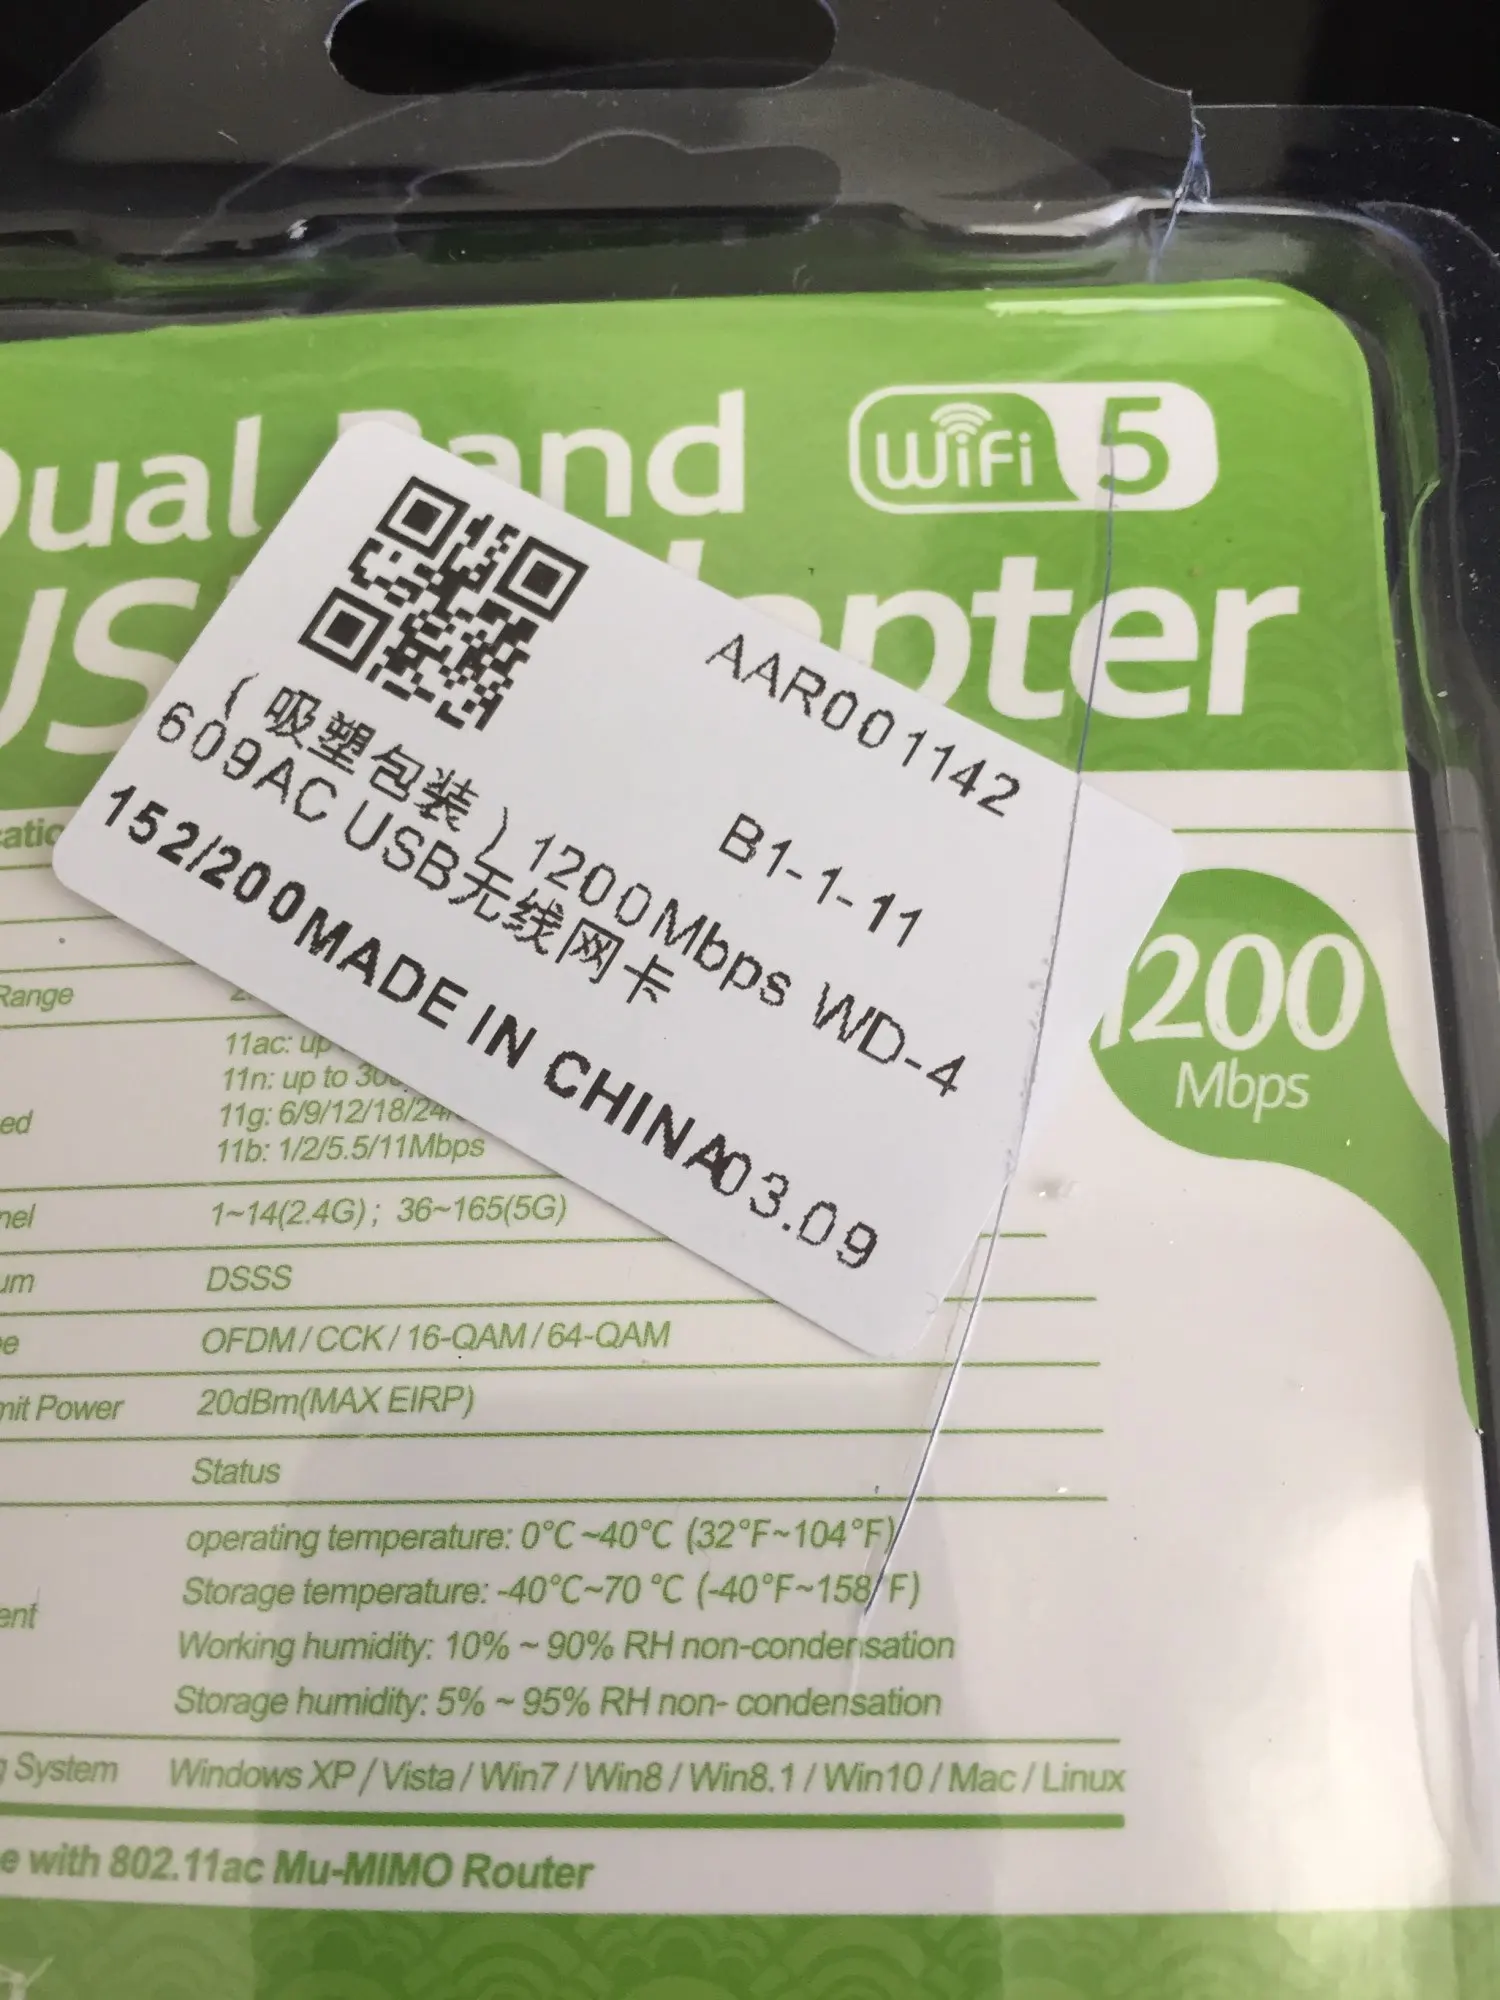 Dual Band
WiFi 5
AAR001142
B1-1-11
(吸塑包装)1200Mbps WD-4
609AC USB无线网卡
152/200MADE IN CHINA03.09
1200
Mbps
Range
11ac: up
11n: up to
11g: 6/9/12/18/24/
11b: 1/2/5.5/11Mbps
1~14(2.4G) ; 36~165(5G)
DSSS
OFDM / CCK / 16-QAM / 64-QAM
Power 20dBm(MAX EIRP)
Status
operating temperature: 0°C ~40°C (32°F~104°F)
Storage temperature: -40°C~70 °C (-40°F~158°F)
Working humidity: 10% ~ 90% RH non-condensation
Storage humidity: 5% ~ 95% RH non- condensation
System Windows XP / Vista / Win7 / Win8 / Win8.1 / Win10 / Mac / Linux
with 802.11ac Mu-MIMO Router